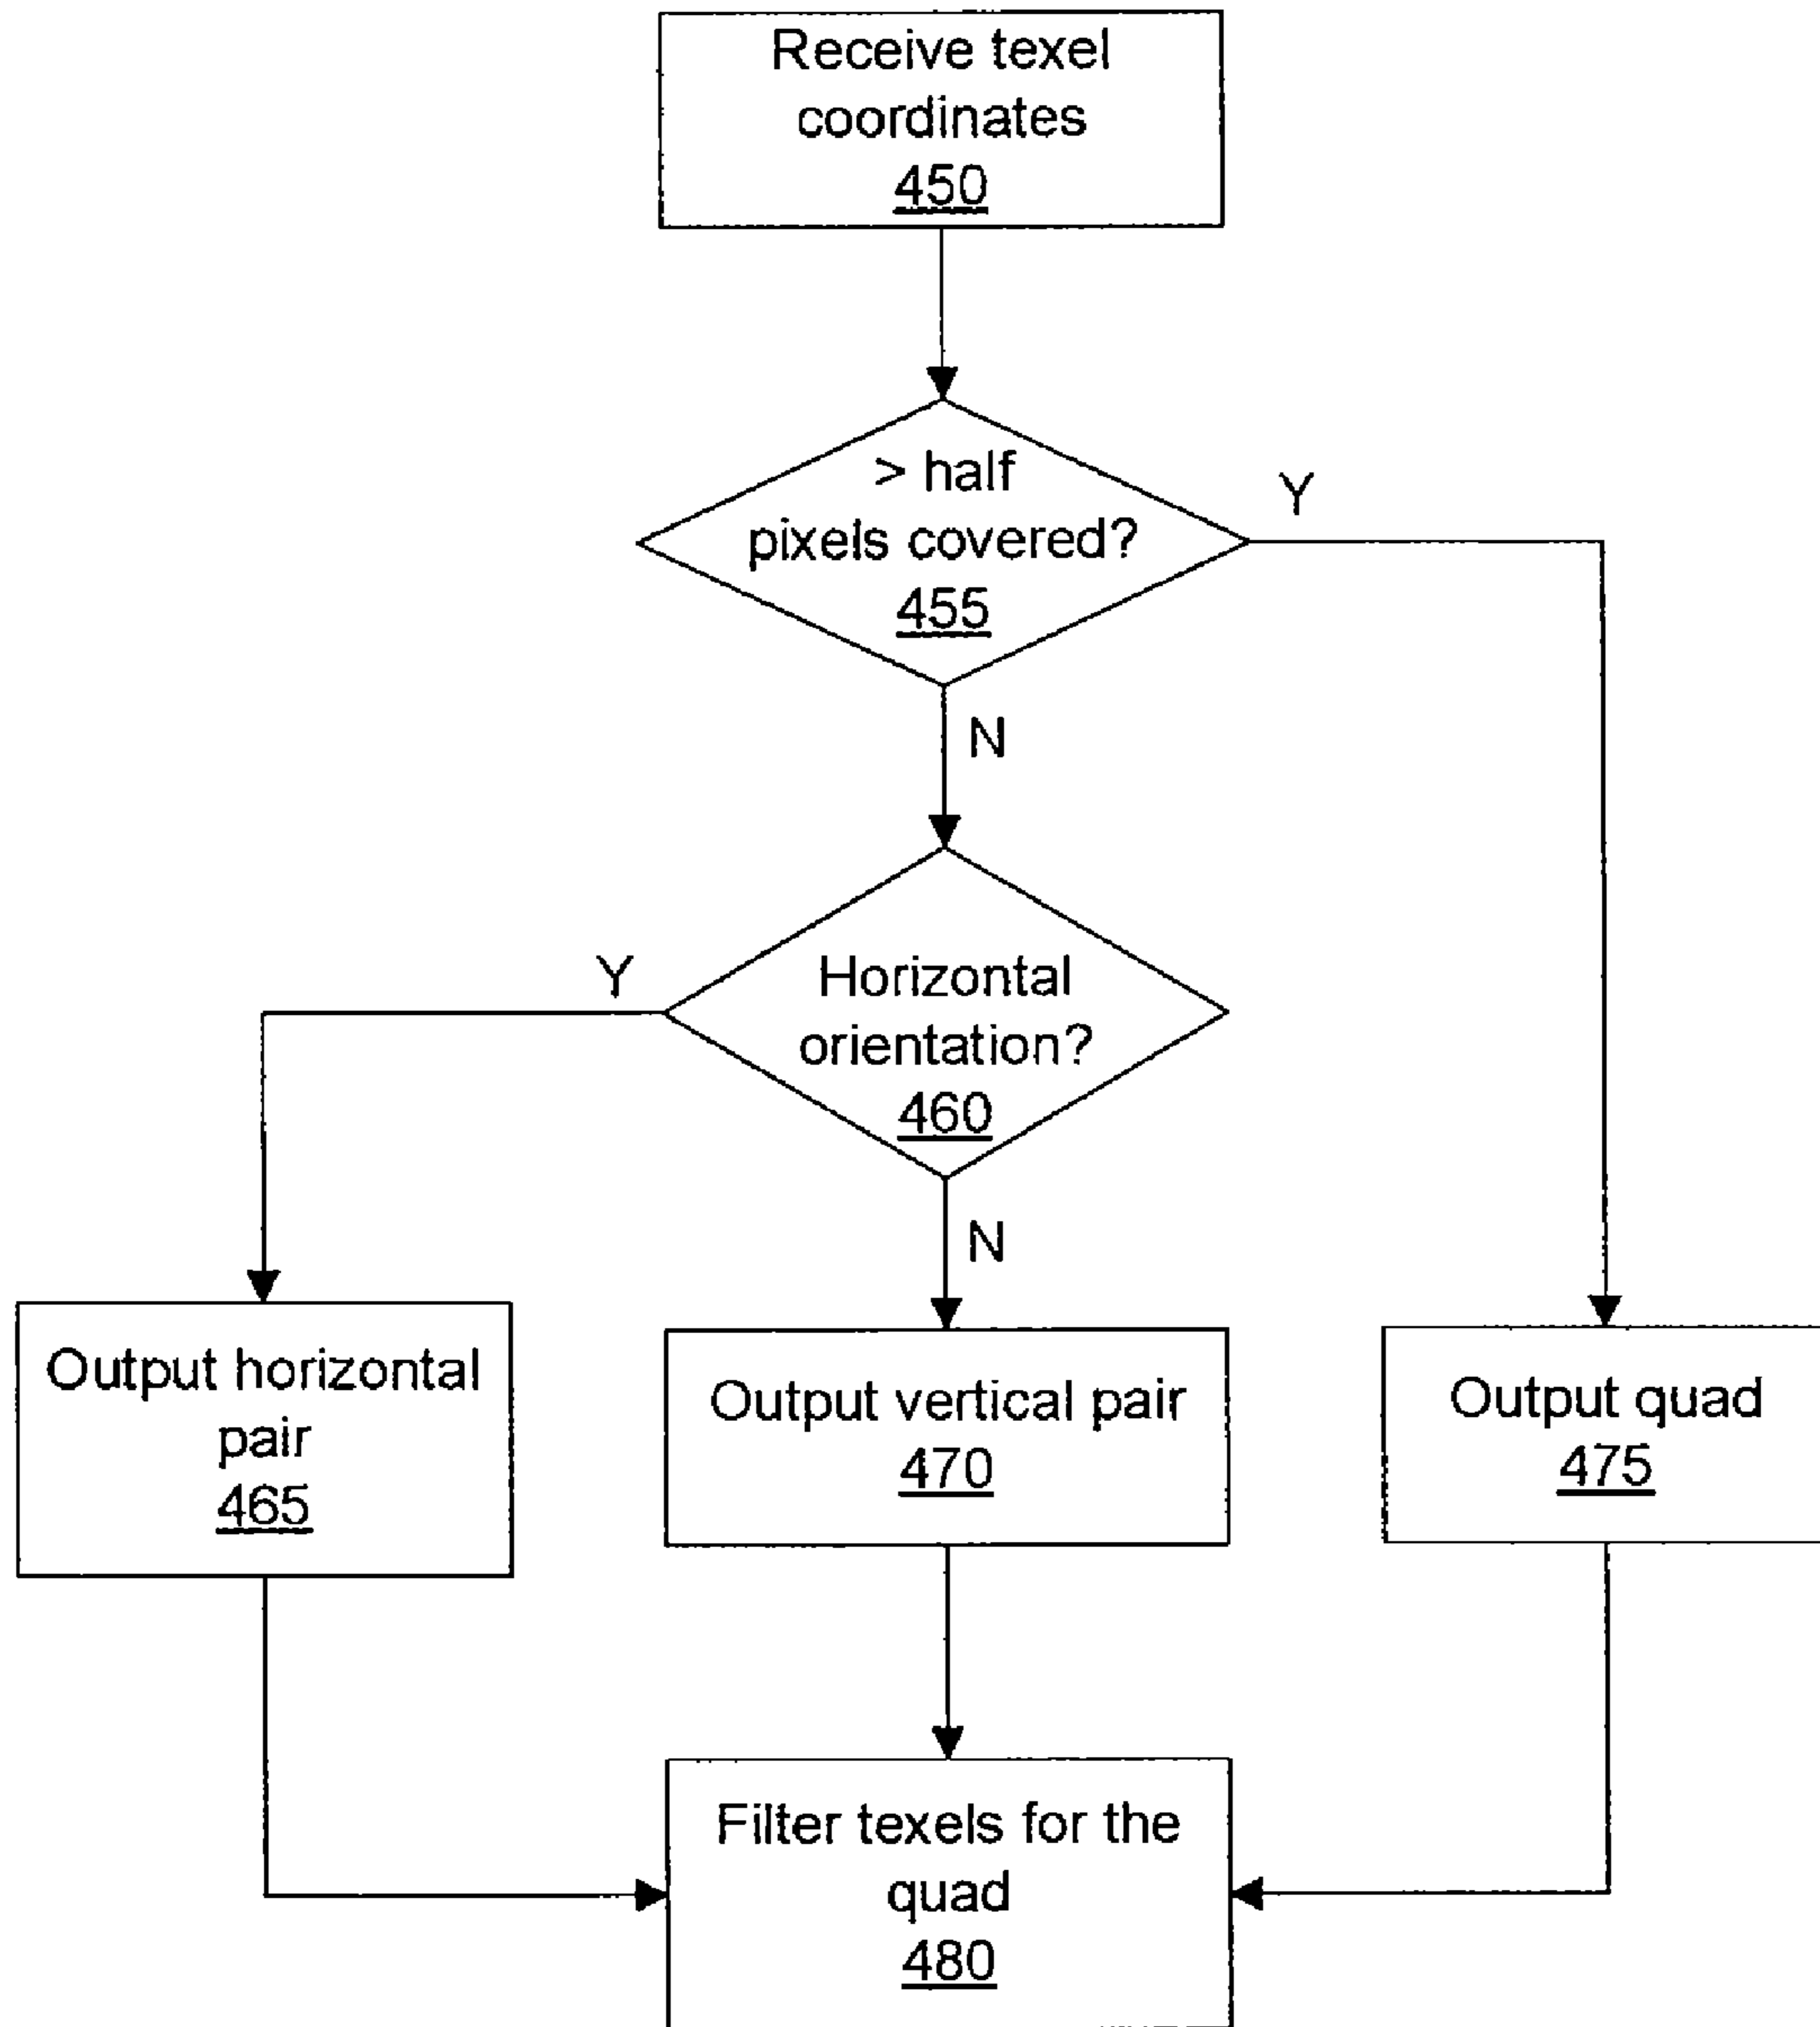 Receive texel
coordinates
450
> half
pixels covered?
455
Y
N
Horizontal
orientation?
460
Y
N
Output horizontal
pair
465
Output vertical pair
470
Output quad
475
Filter texels for the
quad
480